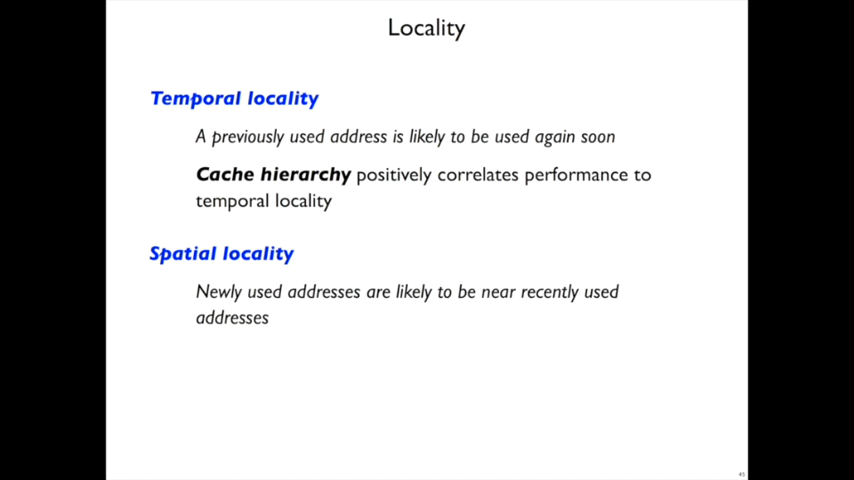 Locality
Temporal locality
A previously used address is likely to be used again soon
Cache hierarchy positively correlates performance to
temporal locality
Spatial locality
Newly used addresses are likely to be near recently used
addresses
45